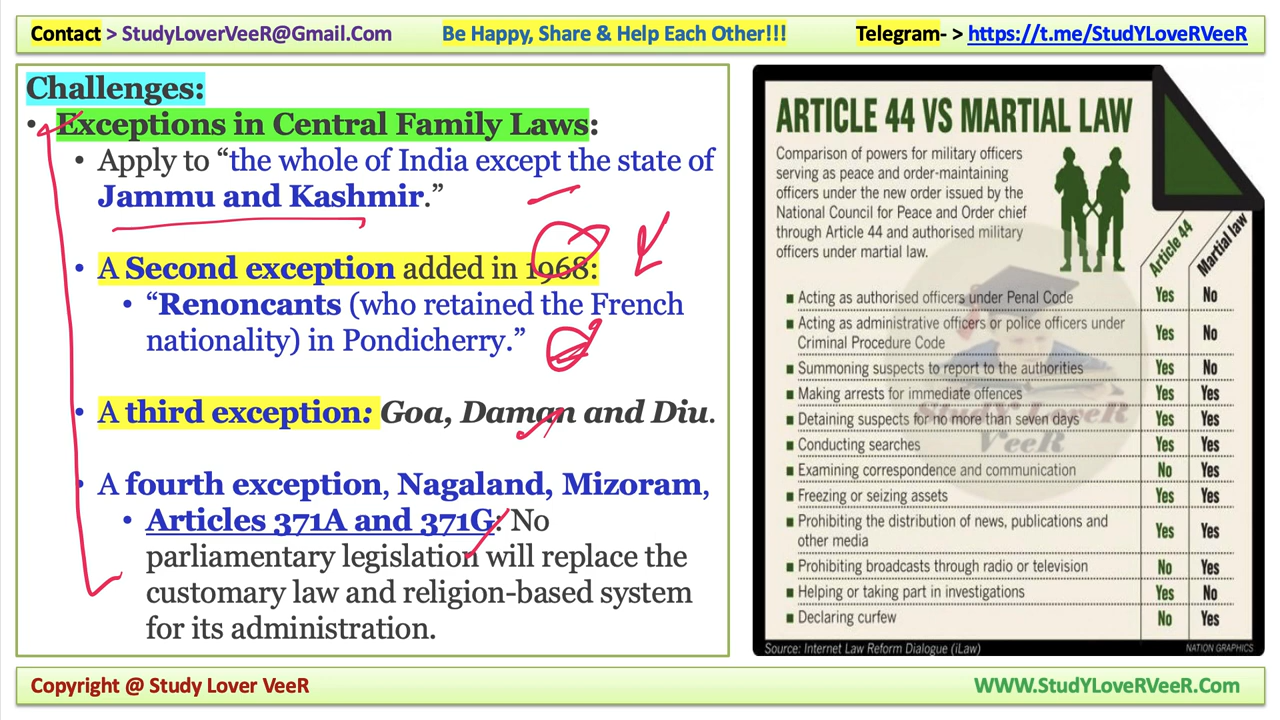 Contact > StudyLoverVeeR@Gmail.Com
Be Happy, Share & Help Each Other!!!
Telegram- > https://t.me/StudYLoveRVeeR
Challenges:
• Exceptions in Central Family Laws:
• Apply to “the whole of India except the state of
Jammu and Kashmir.”
• A Second exception added in 1968:
• “Renoncants (who retained the French
nationality) in Pondicherry.”
• A third exception: Goa, Daman and Diu.
• A fourth exception, Nagaland, Mizoram,
• Articles 371A and 371G: No
parliamentary legislation will replace the
customary law and religion-based system
for its administration.
ARTICLE 44 VS MARTIAL LAW
Comparison of powers for military officers
serving as peace and order-maintaining
officers under the new order issued by the
National Council for Peace and Order chief
through Article 44 and authorised military
officers under martial law.
Article 44 Martial law
Acting as authorised officers under Penal Code Yes No
Acting as administrative officers or police officers under
Criminal Procedure Code Yes No
Summoning suspects to report to the authorities Yes No
Making arrests for immediate offences Yes Yes
Detaining suspects for no more than seven days Yes Yes
Conducting searches Yes Yes
Examining correspondence and communication No Yes
Freezing or seizing assets Yes Yes
Prohibiting the distribution of news, publications and
other media Yes Yes
Prohibiting broadcasts through radio or television No Yes
Helping or taking part in investigations Yes No
Declaring curfew No Yes
Source: Internet Law Reform Dialogue (iLaw)
NATION GRAPHICS
StudY LoveR
VeeR
Copyright @ Study Lover VeeR
WWW.StudYLoveRVeeR.Com